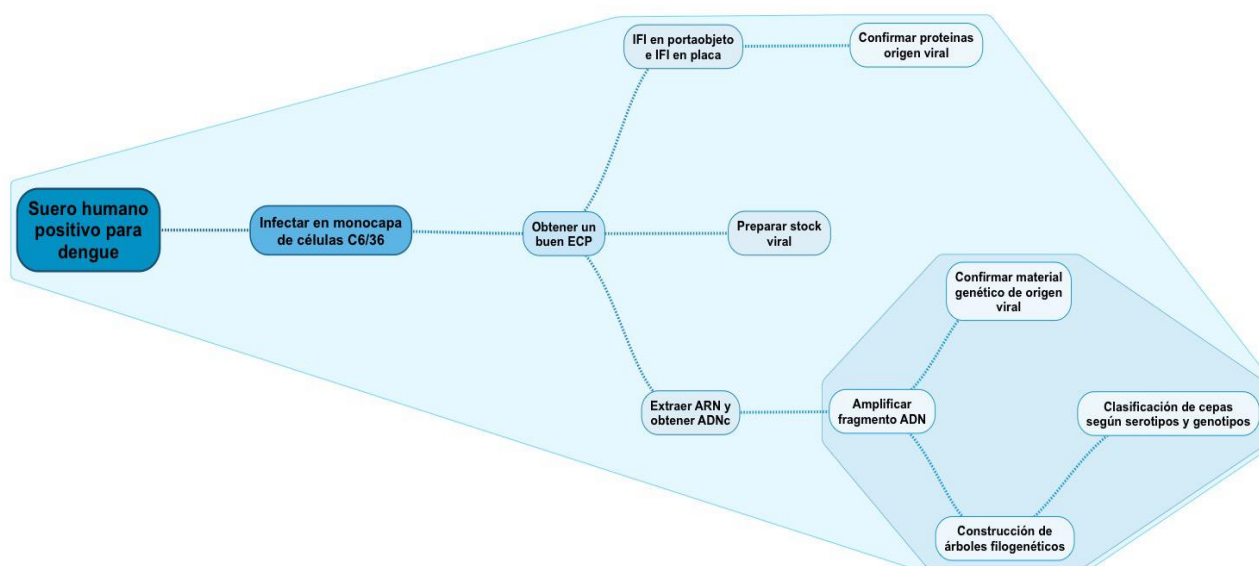 Suero humano
positivo para
dengue
Infectar en monocapa
de células C6/36
Obtener un
buen ECP
IFI en portaobjeto
e IFI en placa
Confirmar proteinas
origen viral
Preparar stock
viral
Extraer ARN y
obtener ADNc
Amplificar
fragmento ADN
Confirmar material
genético de origen
viral
Construcción de
árboles filogenéticos
Clasificación de cepas
según serotipos y genotipos